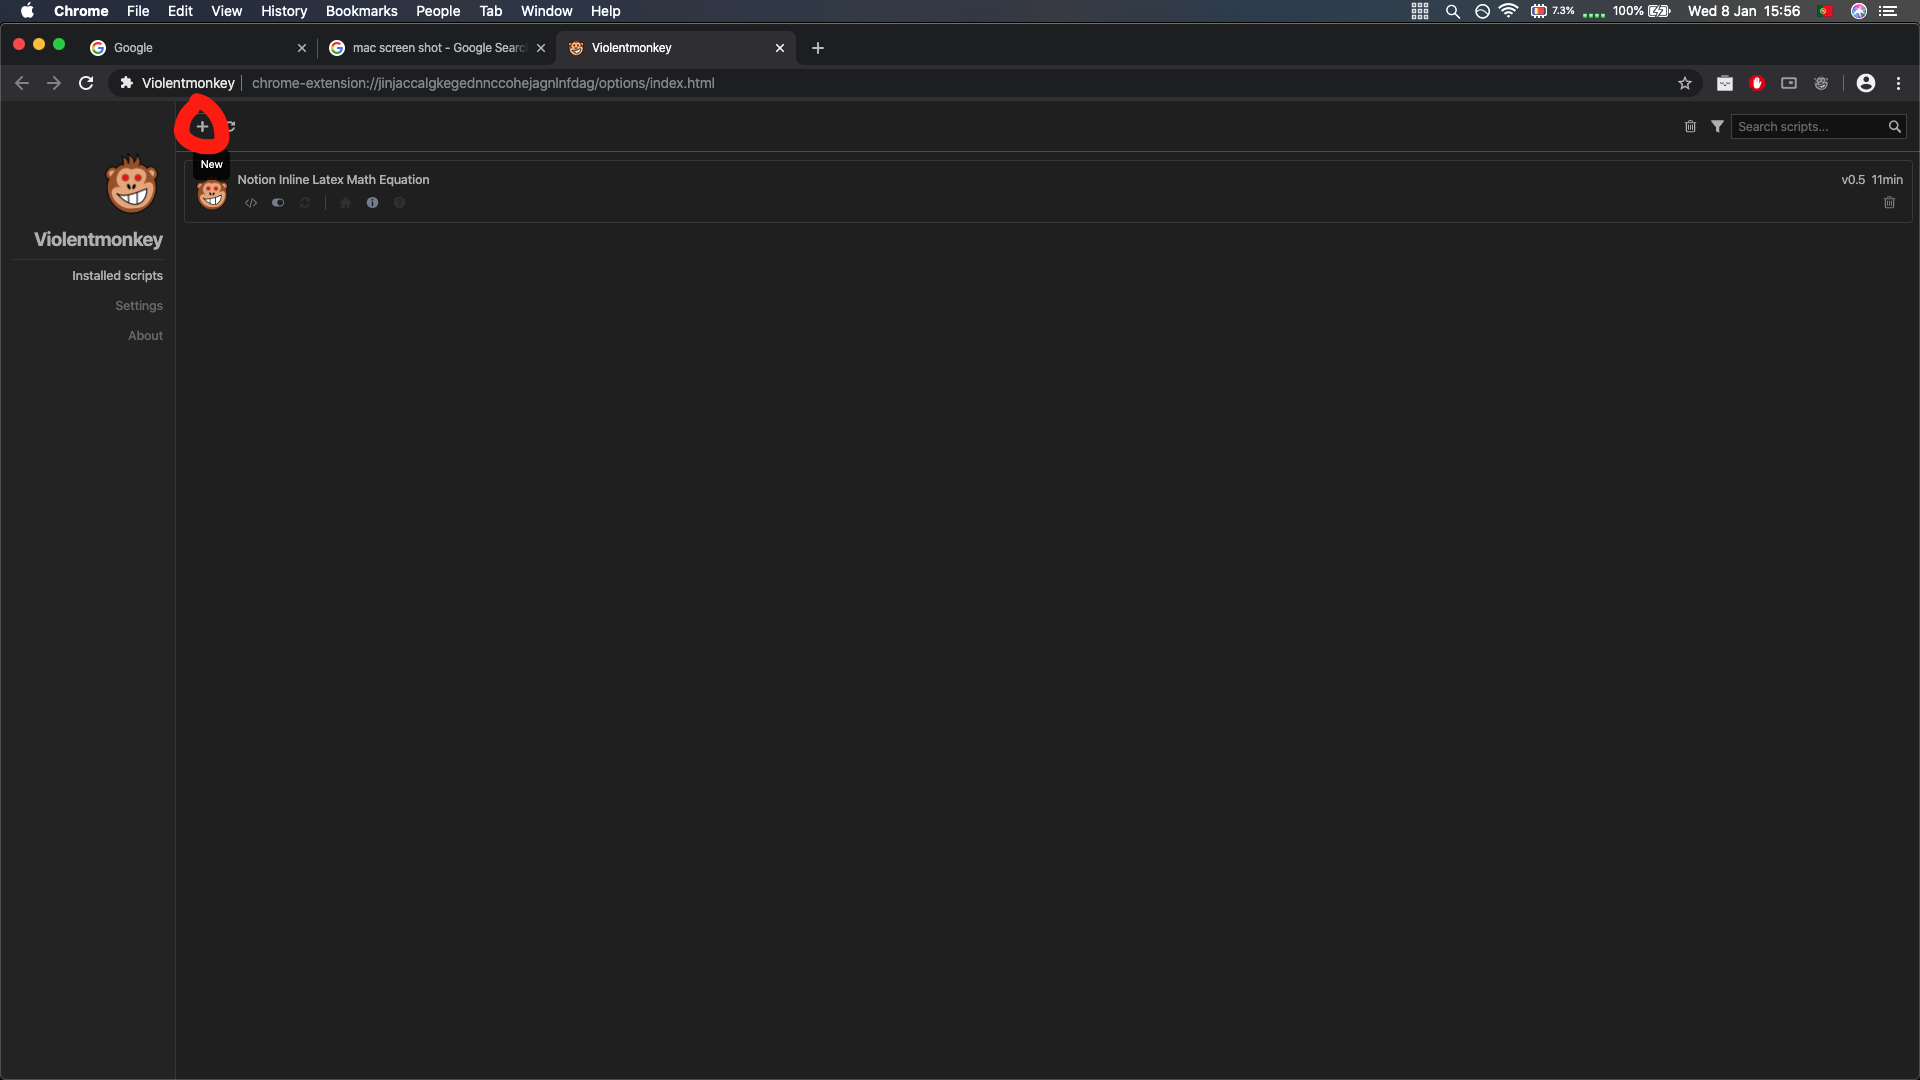 Chrome File Edit View History Bookmarks People Tab Window Help 7.3% 100% Wed 8 Jan 15:56
Google mac screen shot - Google Searc Violentmonkey
Violentmonkey chrome-extension://jinjaccalgkegednnccohejagnlnfdag/options/index.html
Search scripts...
New
Notion Inline Latex Math Equation v0.5 11min
Violentmonkey
Installed scripts
Settings
About